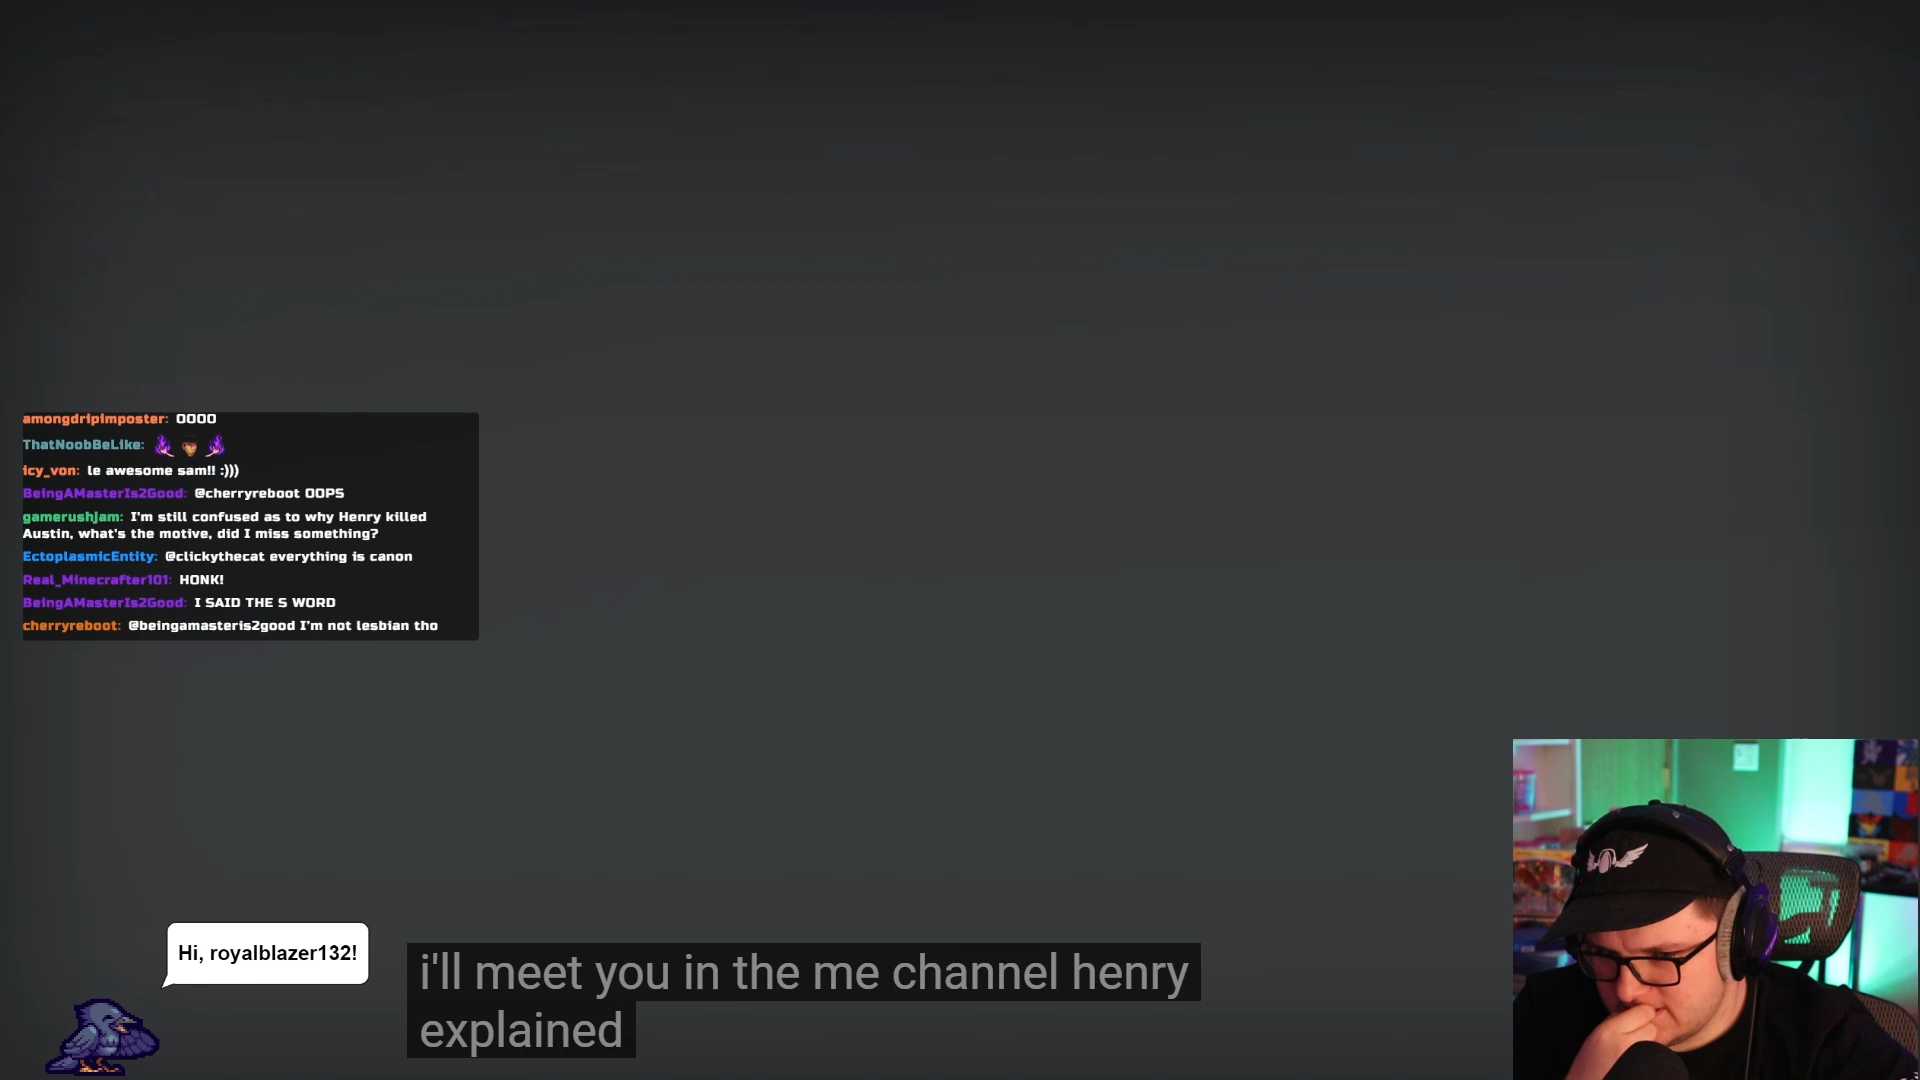 amongdripimposter: OOOO
ThatNoobBeLike:
icy_von: le awesome sam!! :)))
BeingAMasterIs2Good: @cherryreboot OOPS
gamerushjam: I'm still confused as to why Henry killed
Austin, what's the motive, did I miss something?
EctoplasmicEntity: @clickythecat everything is canon
Real_Minecrafter101: HONK!
BeingAMasterIs2Good: I SAID THE S WORD
cherryreboot: @beingamasteris2good I'm not lesbian tho
Hi, royalblazer132!
i'll meet you in the me channel henry
explained